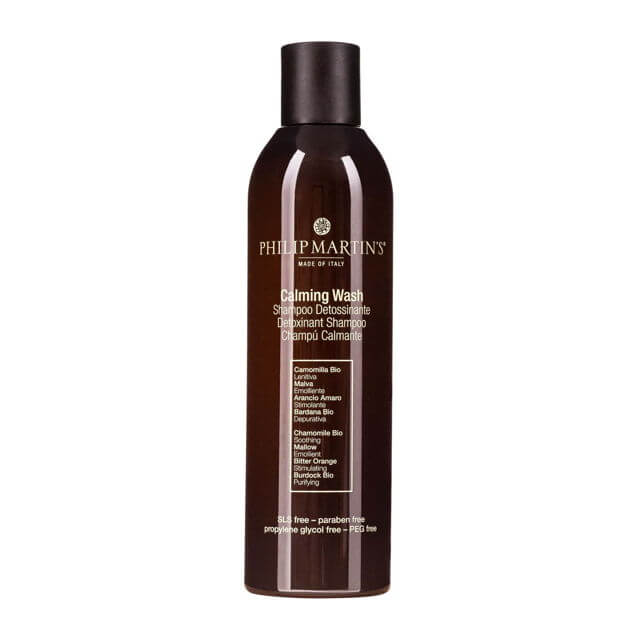 PHILIP MARTIN'S®
MADE OF ITALY
Calming Wash
Shampoo Detossinante
Detoxinant Shampoo
Champú Calmante
Camomilla Bio
Lenitiva
Malva
Emolliente
Arancio Amaro
Stimolante
Bardana Bio
Depurativa
Chamomile Bio
Soothing
Mallow
Emollient
Bitter Orange
Stimulating
Burdock Bio
Purifying
SLS free – paraben free
propylene glycol free – PEG free